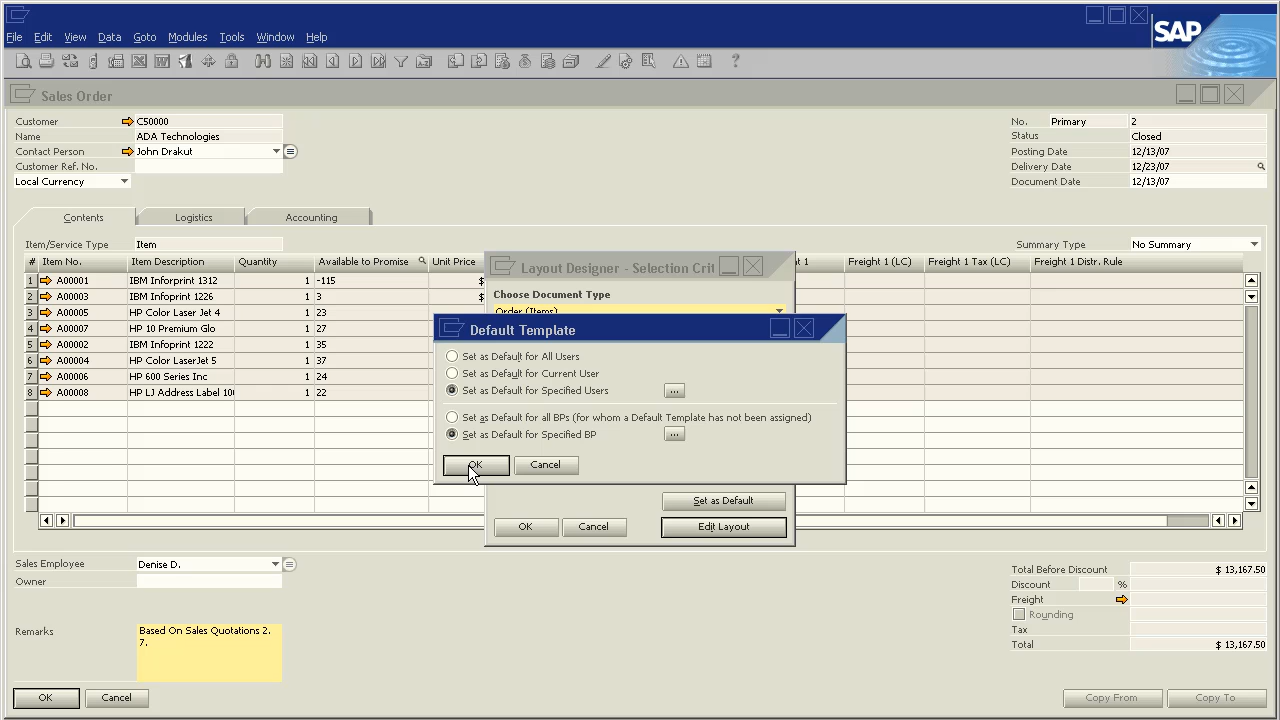 File Edit View Data Goto Modules Tools Window Help
SAP
Sales Order
Customer C50000
Name ADA Technologies
Contact Person John Drakut
Customer Ref. No.
Local Currency
No. Primary 2
Status Closed
Posting Date 12/13/07
Delivery Date 12/23/07
Document Date 12/13/07
Contents Logistics Accounting
Item/Service Type Item
Summary Type No Summary
# Item No. Item Description Quantity Available to Promise Unit Price t 1 Freight 1 (LC) Freight 1 Tax (LC) Freight 1 Distr. Rule
1 A00001 IBM Inforprint 1312 1 -115 $
2 A00003 IBM Infoprint 1226 1 3 $
3 A00005 HP Color Laser Jet 4 1 23
4 A00007 HP 10 Premium Glo 1 27
5 A00002 IBM Infoprint 1222 1 35
6 A00004 HP Color LaserJet 5 1 37
7 A00006 HP 600 Series Inc 1 24
8 A00008 HP LJ Address Label 10 1 22
Layout Designer - Selection Crit
Choose Document Type
Order (Items)
Default Template
Set as Default for All Users
Set as Default for Current User
Set as Default for Specified Users ...
Set as Default for all BPs (for whom a Default Template has not been assigned)
Set as Default for Specified BP ...
OK Cancel
Set as Default
OK Cancel Edit Layout
Sales Employee Denise D.
Owner
Remarks Based On Sales Quotations 2.
7.
Total Before Discount $ 13,167.50
Discount %
Freight
Rounding
Tax
Total $ 13,167.50
OK Cancel Copy From Copy To